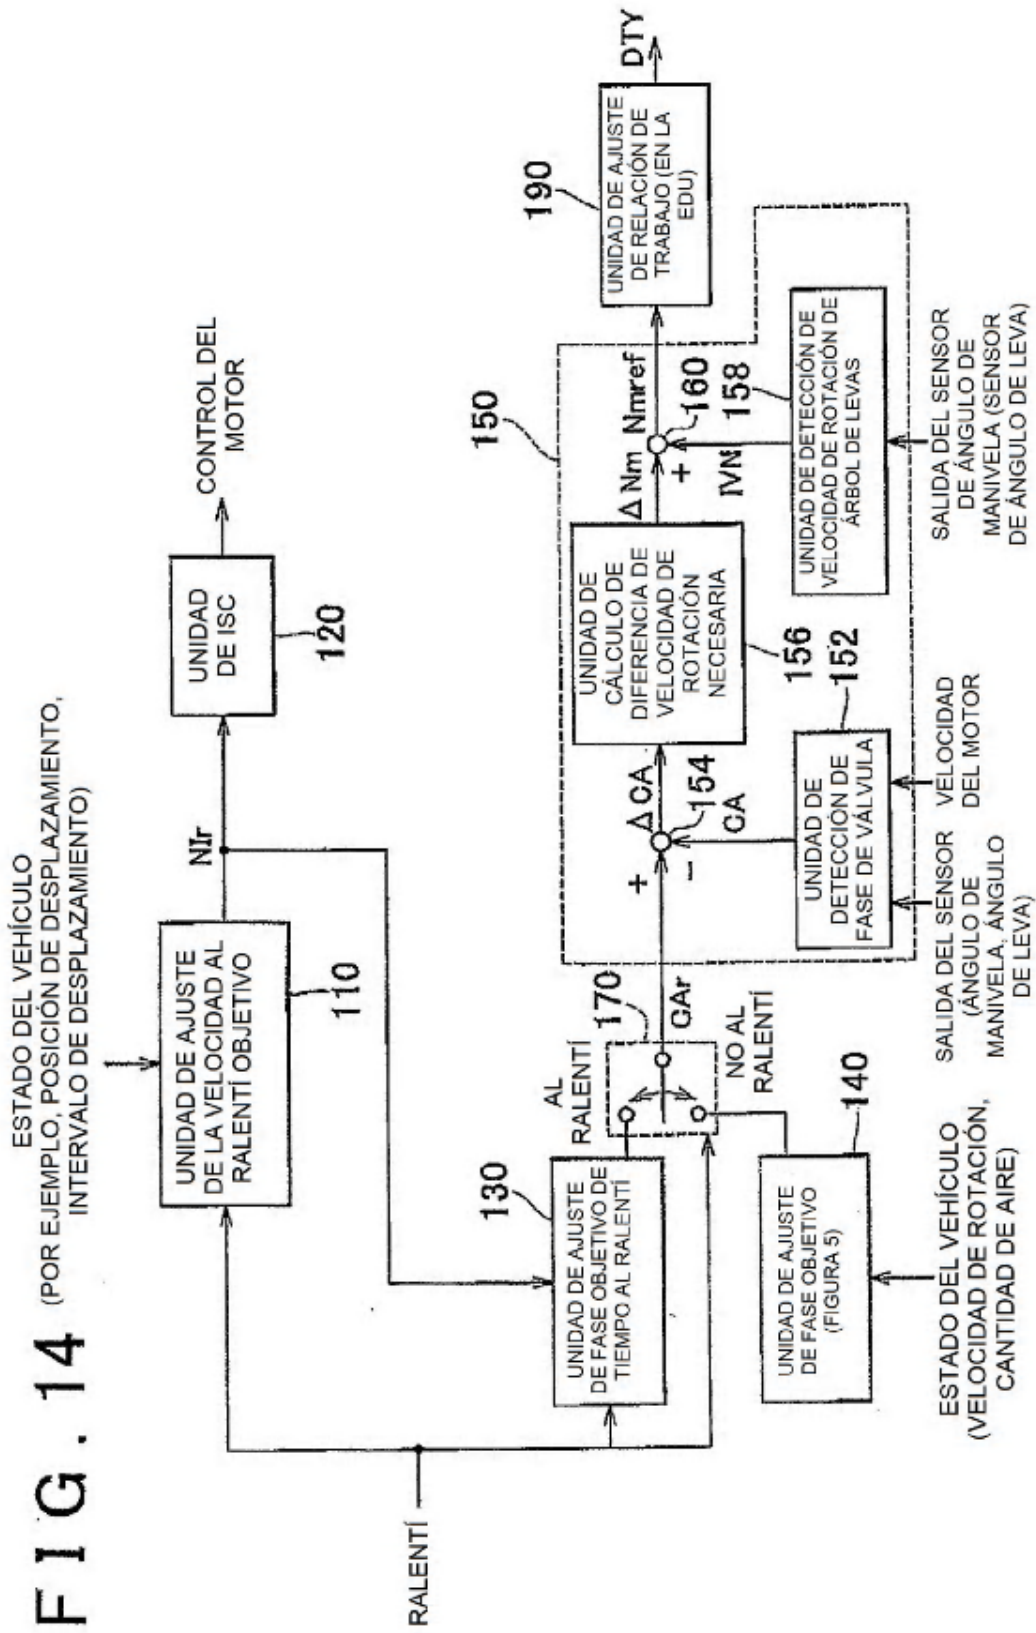 FIG. 14
ESTADO DEL VEHÍCULO
(POR EJEMPLO, POSICIÓN DE DESPLAZAMIENTO,
INTERVALO DE DESPLAZAMIENTO)
RALENTÍ
UNIDAD DE AJUSTE
DE LA VELOCIDAD AL
RALENTÍ OBJETIVO
110
NIr
UNIDAD
DE ISC
120
CONTROL DEL
MOTOR
130
UNIDAD DE AJUSTE
DE FASE OBJETIVO DE
TIEMPO AL RALENTÍ
AL
RALENTÍ
170
NO AL
RALENTÍ
CAr
140
UNIDAD DE AJUSTE
DE FASE OBJETIVO
(FIGURA 5)
ESTADO DEL VEHÍCULO
(VELOCIDAD DE ROTACIÓN,
CANTIDAD DE AIRE)
150
+
−
Δ CA
154
CA
UNIDAD DE
DETECCIÓN DE
FASE DE VÁLVULA
152
SALIDA DEL SENSOR
(ÁNGULO DE
MANIVELA, ÁNGULO
DE LEVA)
VELOCIDAD
DEL MOTOR
UNIDAD DE
CÁLCULO DE
DIFERENCIA DE
VELOCIDAD DE
ROTACIÓN
NECESARIA
156
Δ Nm
Nmref
+
160
IVN
158
UNIDAD DE DETECCIÓN DE
VELOCIDAD DE ROTACIÓN DE
ÁRBOL DE LEVAS
SALIDA DEL SENSOR
DE ÁNGULO DE
MANIVELA (SENSOR
DE ÁNGULO DE LEVA)
190
UNIDAD DE AJUSTE
DE RELACIÓN DE
TRABAJO (EN LA
EDU)
DTY